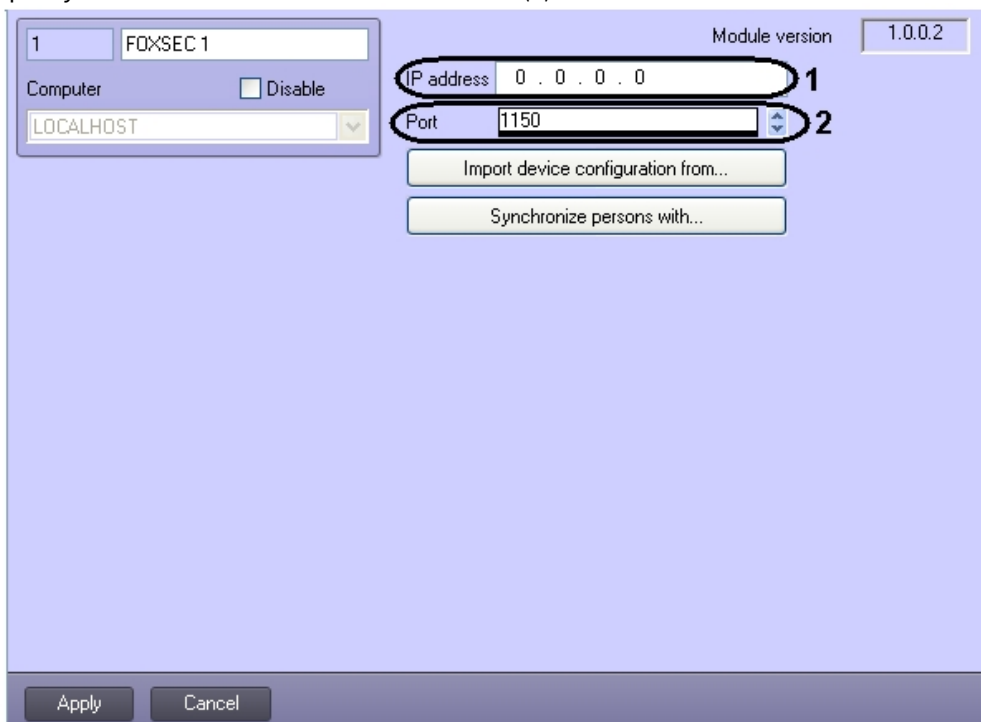 1 FOXSEC 1
Module version 1.0.0.2
Computer Disable
IP address 0 . 0 . 0 . 0 1
LOCALHOST
Port 1150 2
Import device configuration from...
Synchronize persons with...
Apply Cancel